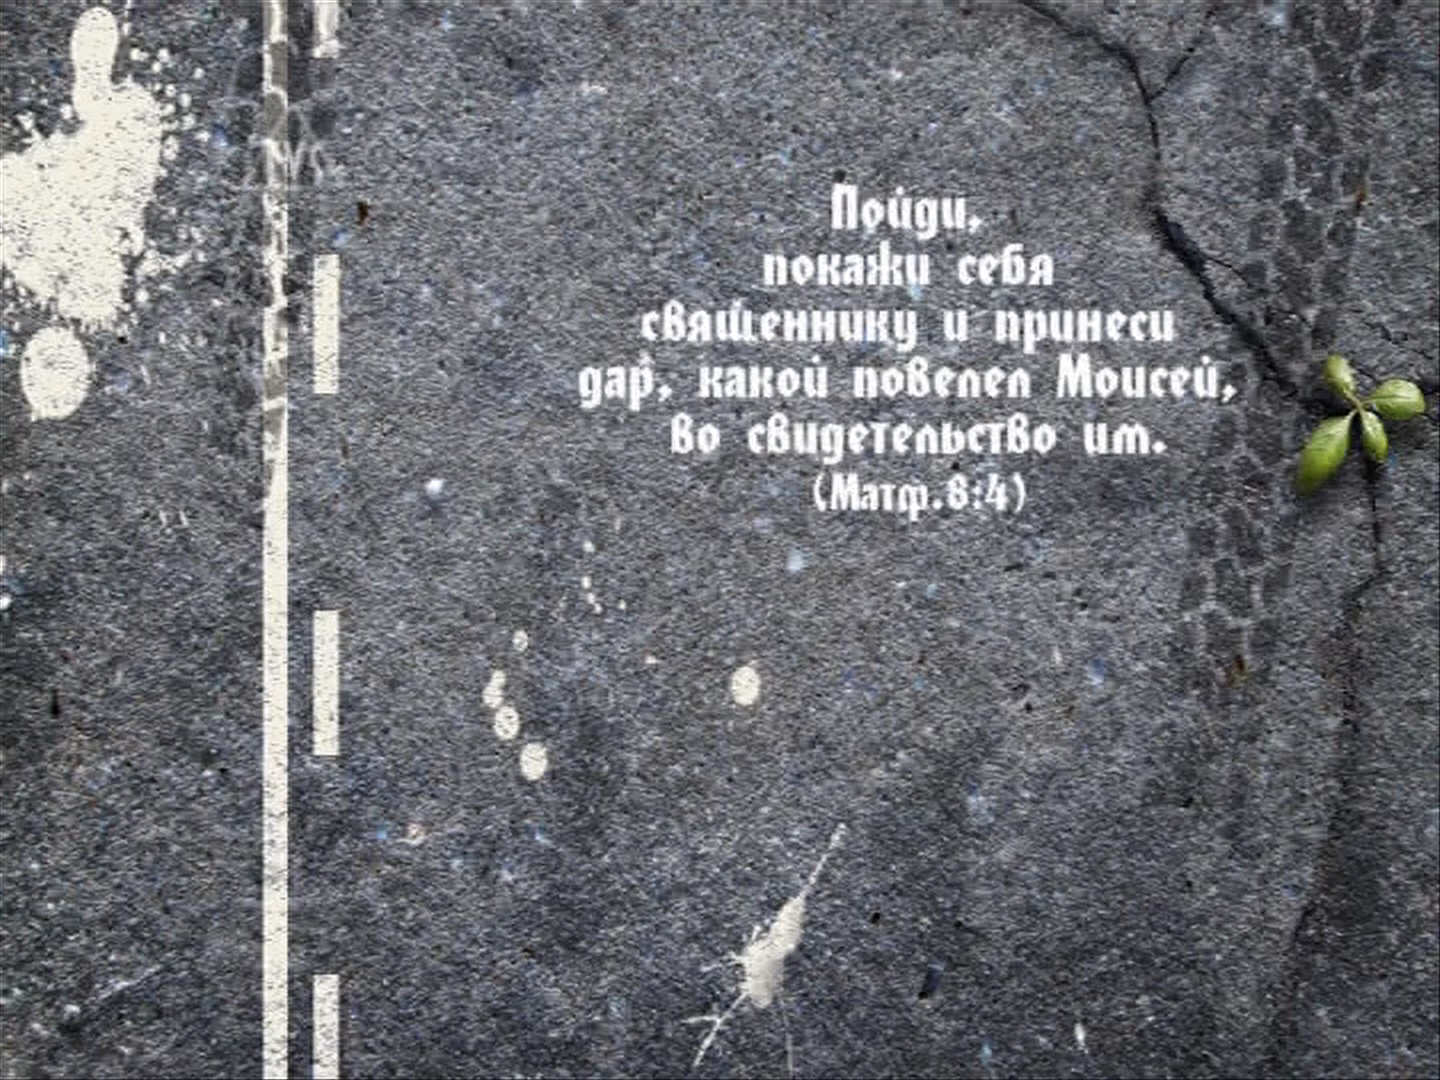 Пойди,
покажи себя
священнику и принеси
дар, какой повелел Моисей,
во свидетельство им.
(Матф.8:4)